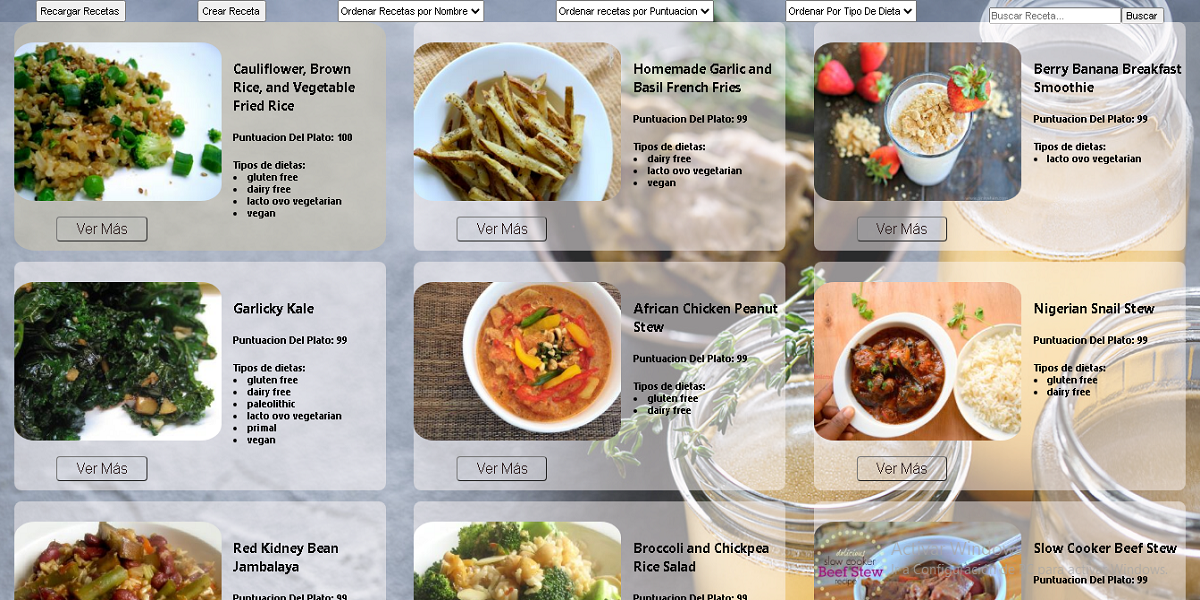 Recargar Recetas
Crear Receta
Ordenar Recetas por Nombre
Ordenar recetas por Puntuacion
Ordenar Por Tipo De Dieta
Buscar Receta...
Buscar
Cauliflower, Brown
Rice, and Vegetable
Fried Rice
Puntuacion Del Plato: 100
Tipos de dietas:
gluten free
dairy free
lacto ovo vegetarian
vegan
Ver Más
Homemade Garlic and
Basil French Fries
Puntuacion Del Plato: 99
Tipos de dietas:
dairy free
lacto ovo vegetarian
vegan
Ver Más
Berry Banana Breakfast
Smoothie
Puntuacion Del Plato: 99
Tipos de dietas:
lacto ovo vegetarian
Ver Más
Garlicky Kale
Puntuacion Del Plato: 99
Tipos de dietas:
gluten free
dairy free
paleolithic
lacto ovo vegetarian
primal
vegan
Ver Más
African Chicken Peanut
Stew
Puntuacion Del Plato: 99
Tipos de dietas:
gluten free
dairy free
Ver Más
Nigerian Snail Stew
Puntuacion Del Plato: 99
Tipos de dietas:
gluten free
dairy free
Ver Más
Red Kidney Bean
Jambalaya
Puntuacion Del Plato: 99
Broccoli and Chickpea
Rice Salad
Puntuacion Del Plato: 99
delicious
slow cooker
Beef Stew
recipe
Slow Cooker Beef Stew
Puntuacion Del Plato: 99